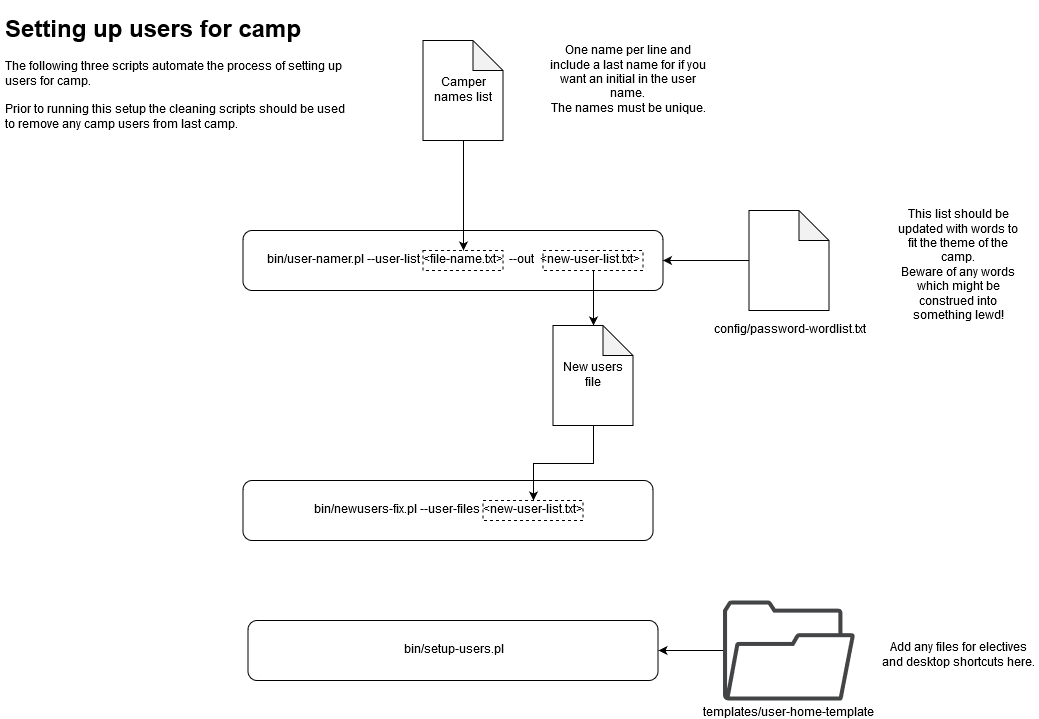 Setting up users for camp
The following three scripts automate the process of setting up
users for camp.
Prior to running this setup the cleaning scripts should be used
to remove any camp users from last camp.
Camper
names list
One name per line and
include a last name for if you
want an initial in the user
name.
The names must be unique.
bin/user-namer.pl --user-list <file-name.txt> --out <new-user-list.txt>
This list should be
updated with words to
fit the theme of the
camp.
Beware of any words
which might be
construed into
something lewd!
config/password-wordlist.txt
New users
file
bin/newusers-fix.pl --user-files <new-user-list.txt>
bin/setup-users.pl
Add any files for electives
and desktop shortcuts here.
templates/user-home-template